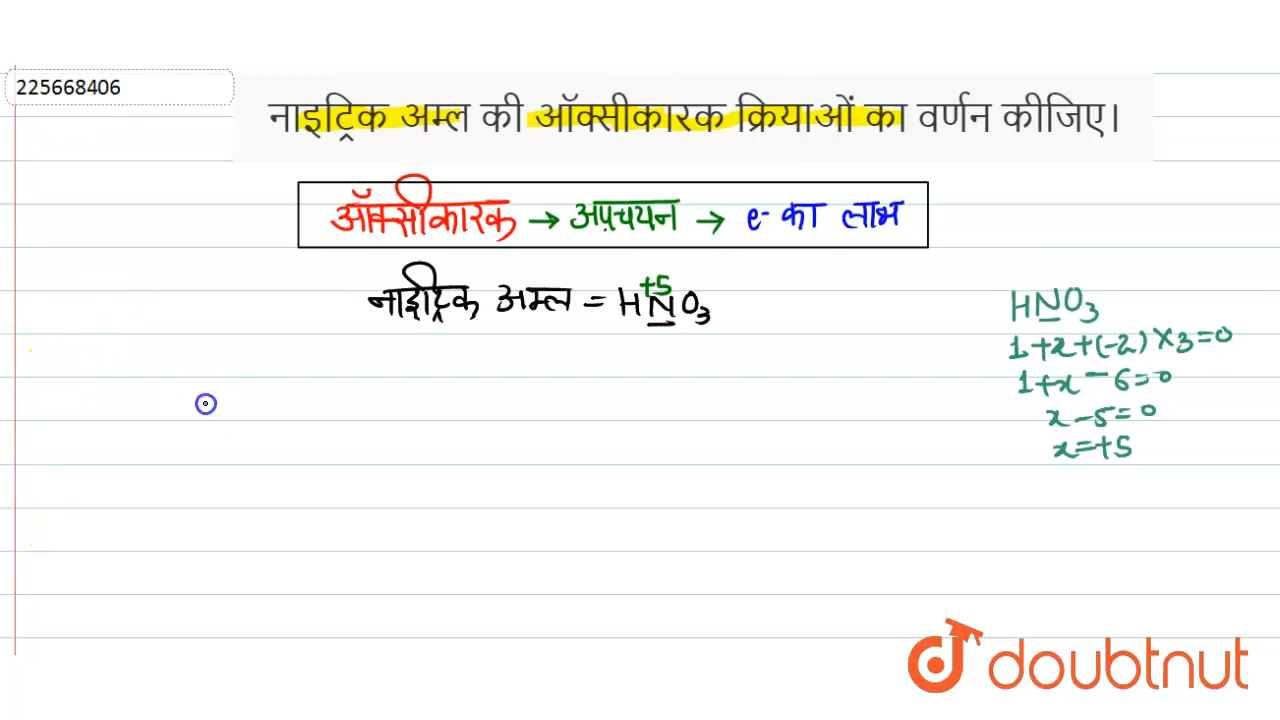 225668406
नाइट्रिक अम्ल की ऑक्सीकारक क्रियाओं का वर्णन कीजिए।
ऑक्सीकारक → अपचयन → e- का लाभ
नाइट्रिक अम्ल = HNO3
+5
HNO3
1+x+(-2)×3=0
1+x-6=0
x-5=0
x=+5
doubtnut